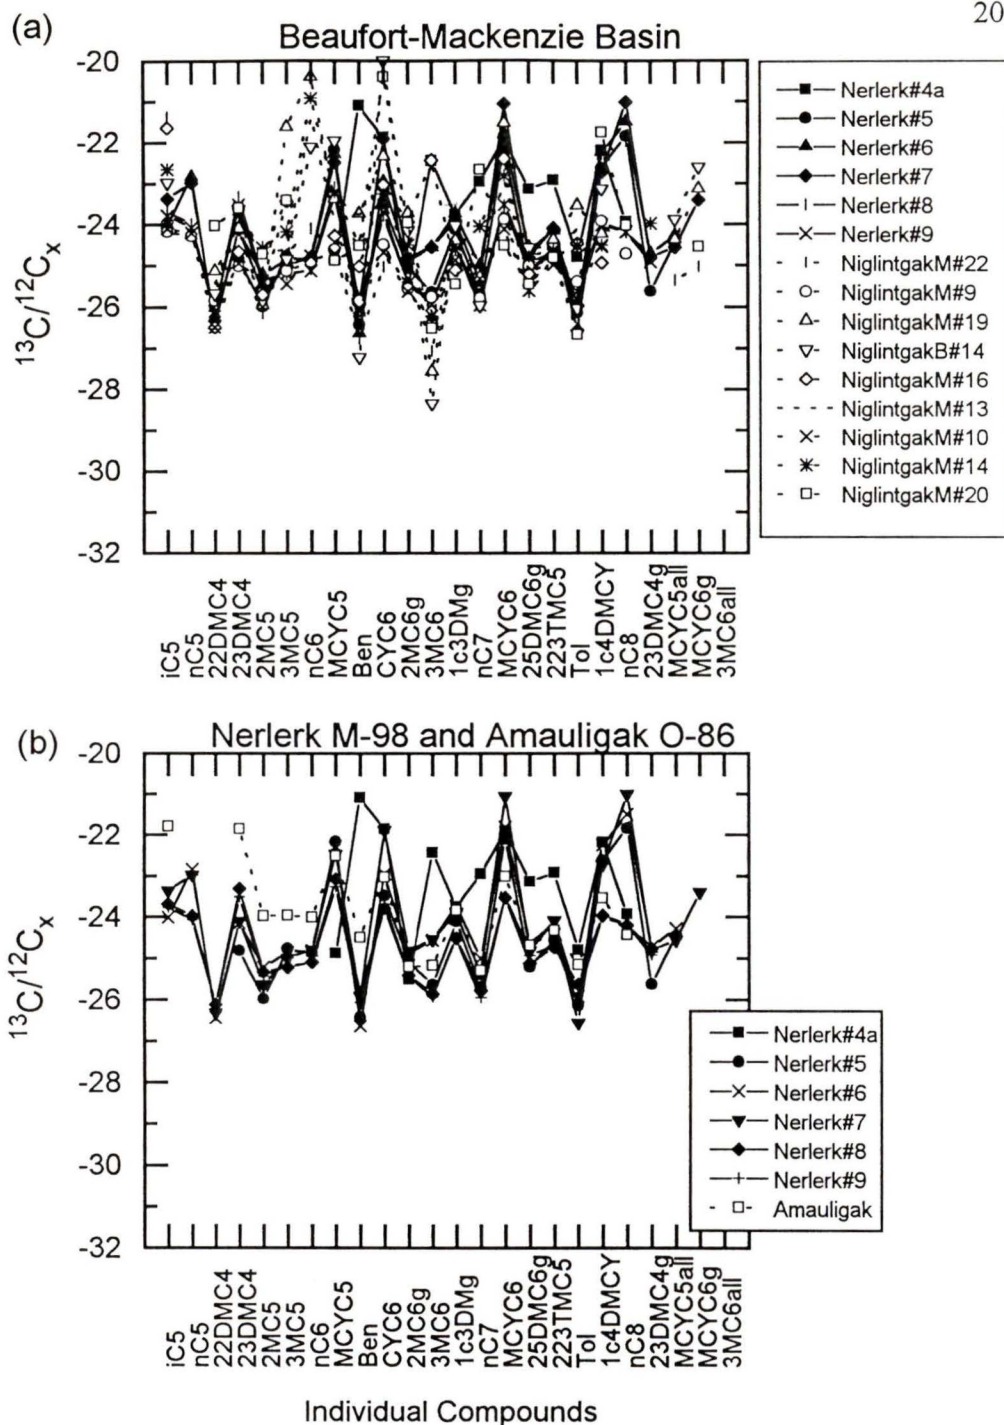 20
(a)
Beaufort-Mackenzie Basin
-20
-22
-24
-26
-28
-30
-32
13C/12Cx
iC5
nC5
22DMC4
23DMC4
2MC5
3MC5
nC6
MCYC5
Ben
CYC6
2MC6g
3MC6
1c3DMg
nC7
MCYC6
25DMC6g
223TMC5
Tol
1c4DMCY
nC8
23DMC4g
MCYC5all
MCYC6g
3MC6all
Nerlerk#4a
Nerlerk#5
Nerlerk#6
Nerlerk#7
Nerlerk#8
Nerlerk#9
NiglintgakM#22
NiglintgakM#9
NiglintgakM#19
NiglintgakB#14
NiglintgakM#16
NiglintgakM#13
NiglintgakM#10
NiglintgakM#14
NiglintgakM#20
(b)
Nerlerk M-98 and Amauligak O-86
-20
-22
-24
-26
-28
-30
-32
13C/12Cx
Nerlerk#4a
Nerlerk#5
Nerlerk#6
Nerlerk#7
Nerlerk#8
Nerlerk#9
Amauligak
iC5
nC5
22DMC4
23DMC4
2MC5
3MC5
nC6
MCYC5
Ben
CYC6
2MC6g
3MC6
1c3DMg
nC7
MCYC6
25DMC6g
223TMC5
Tol
1c4DMCY
nC8
23DMC4g
MCYC5all
MCYC6g
3MC6all
Individual Compounds